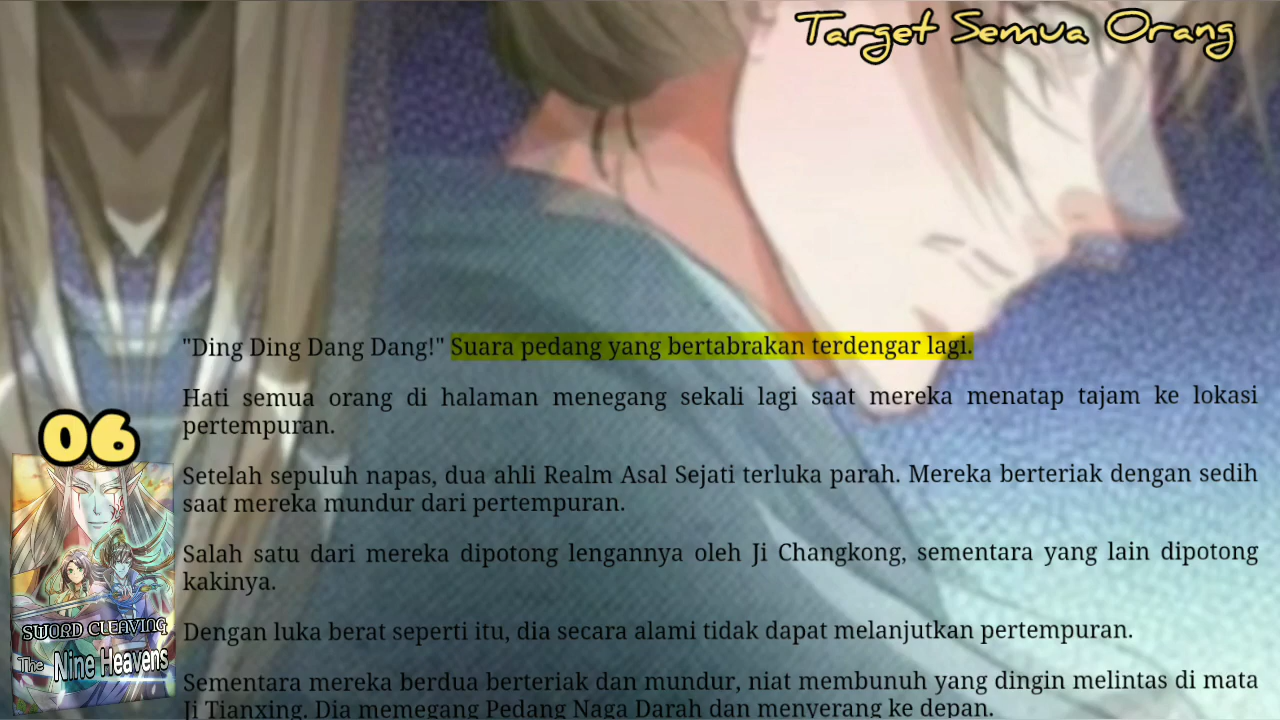 Target Semua Orang
"Ding Ding Dang Dang!" Suara pedang yang bertabrakan terdengar lagi.
Hati semua orang di halaman menegang sekali lagi saat mereka menatap tajam ke lokasi
pertempuran.
Setelah sepuluh napas, dua ahli Realm Asal Sejati terluka parah. Mereka berteriak dengan sedih
saat mereka mundur dari pertempuran.
Salah satu dari mereka dipotong lengannya oleh Ji Changkong, sementara yang lain dipotong
kakinya.
Dengan luka berat seperti itu, dia secara alami tidak dapat melanjutkan pertempuran.
Sementara mereka berdua berteriak dan mundur, niat membunuh yang dingin melintas di mata
Ji Tianxing. Dia memegang Pedang Naga Darah dan menyerang ke depan.
06
SWORD CLEAVING
The Nine Heavens